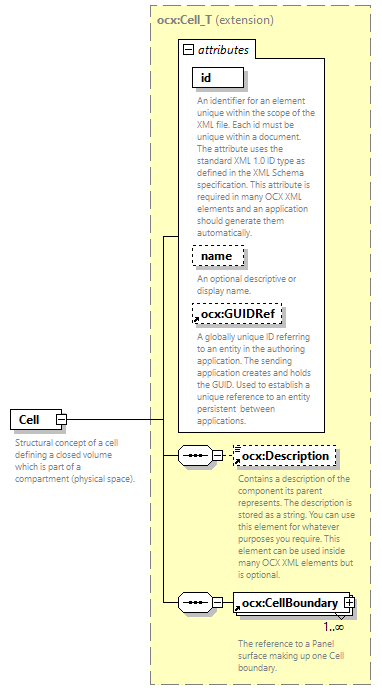 ocx:Cell_T (extension)
attributes
id
An identifier for an element
unique within the scope of the
XML file. Each id must be
unique within a document.
The attribute uses the
standard XML 1.0 ID type as
defined in the XML Schema
specification. This attribute is
required in many OCX XML
elements and an application
should generate them
automatically.
name
An optional descriptive or
display name.
ocx:GUIDRef
A globally unique ID referring
to an entity in the authoring
application. The sending
application creates and holds
the GUID. Used to establish a
unique reference to an entity
persistent  between
applications.
Cell
Structural concept of a cell
defining a closed volume
which is part of a
compartment (physical space).
ocx:Description
Contains a description of the
component its parent
represents. The description is
stored as a string. You can use
this element for whatever
purposes you require. This
element can be used inside
many OCX XML elements but
is optional.
ocx:CellBoundary
1..∞
The reference to a Panel
surface making up one Cell
boundary.